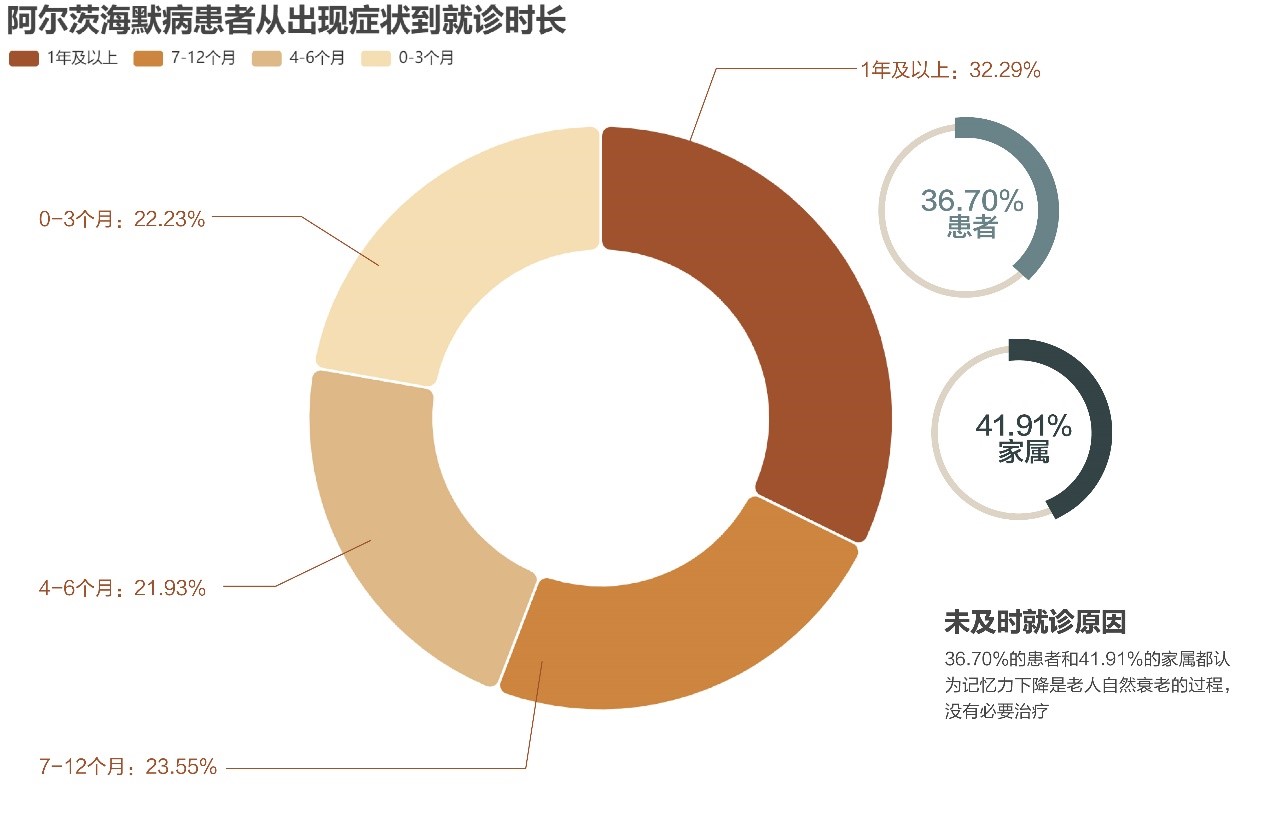 阿尔茨海默病患者从出现症状到就诊时长
1年及以上 7-12个月 4-6个月 0-3个月
1年及以上：32.29%
0-3个月：22.23%
36.70%
患者
41.91%
家属
4-6个月：21.93%
7-12个月：23.55%
未及时就诊原因
36.70%的患者和41.91%的家属都认
为记忆力下降是老人自然衰老的过程，
没有必要治疗